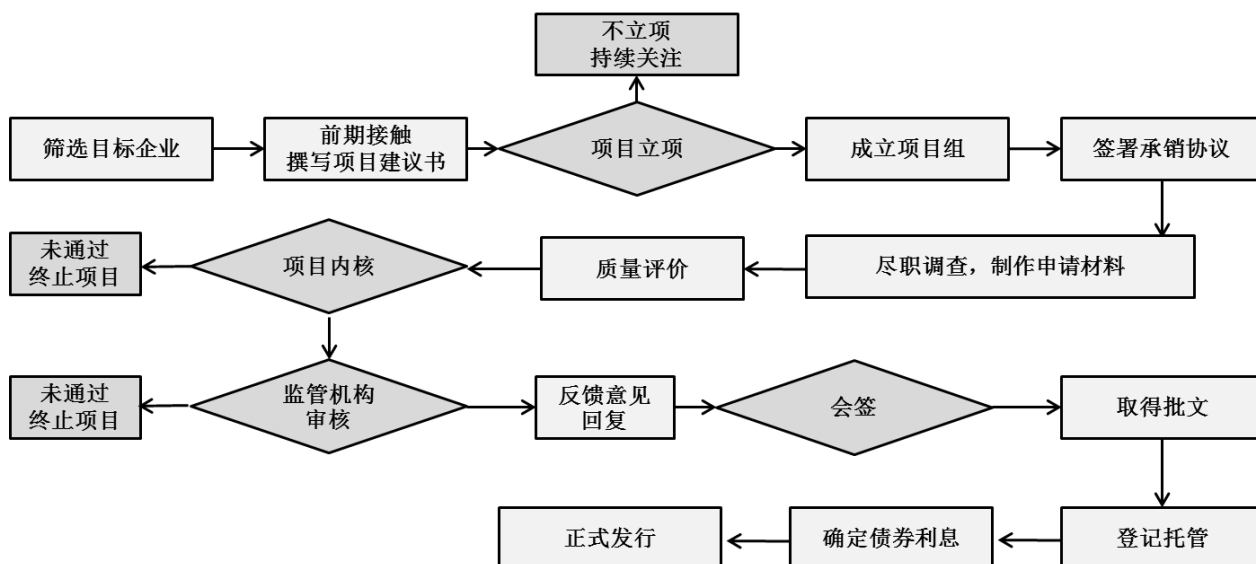 不立项
持续关注
筛选目标企业
前期接触
撰写项目建议书
项目立项
成立项目组
签署承销协议
未通过
终止项目
项目内核
质量评价
尽职调查，制作申请材料
未通过
终止项目
监管机构
审核
反馈意见
回复
会签
取得批文
正式发行
确定债券利息
登记托管